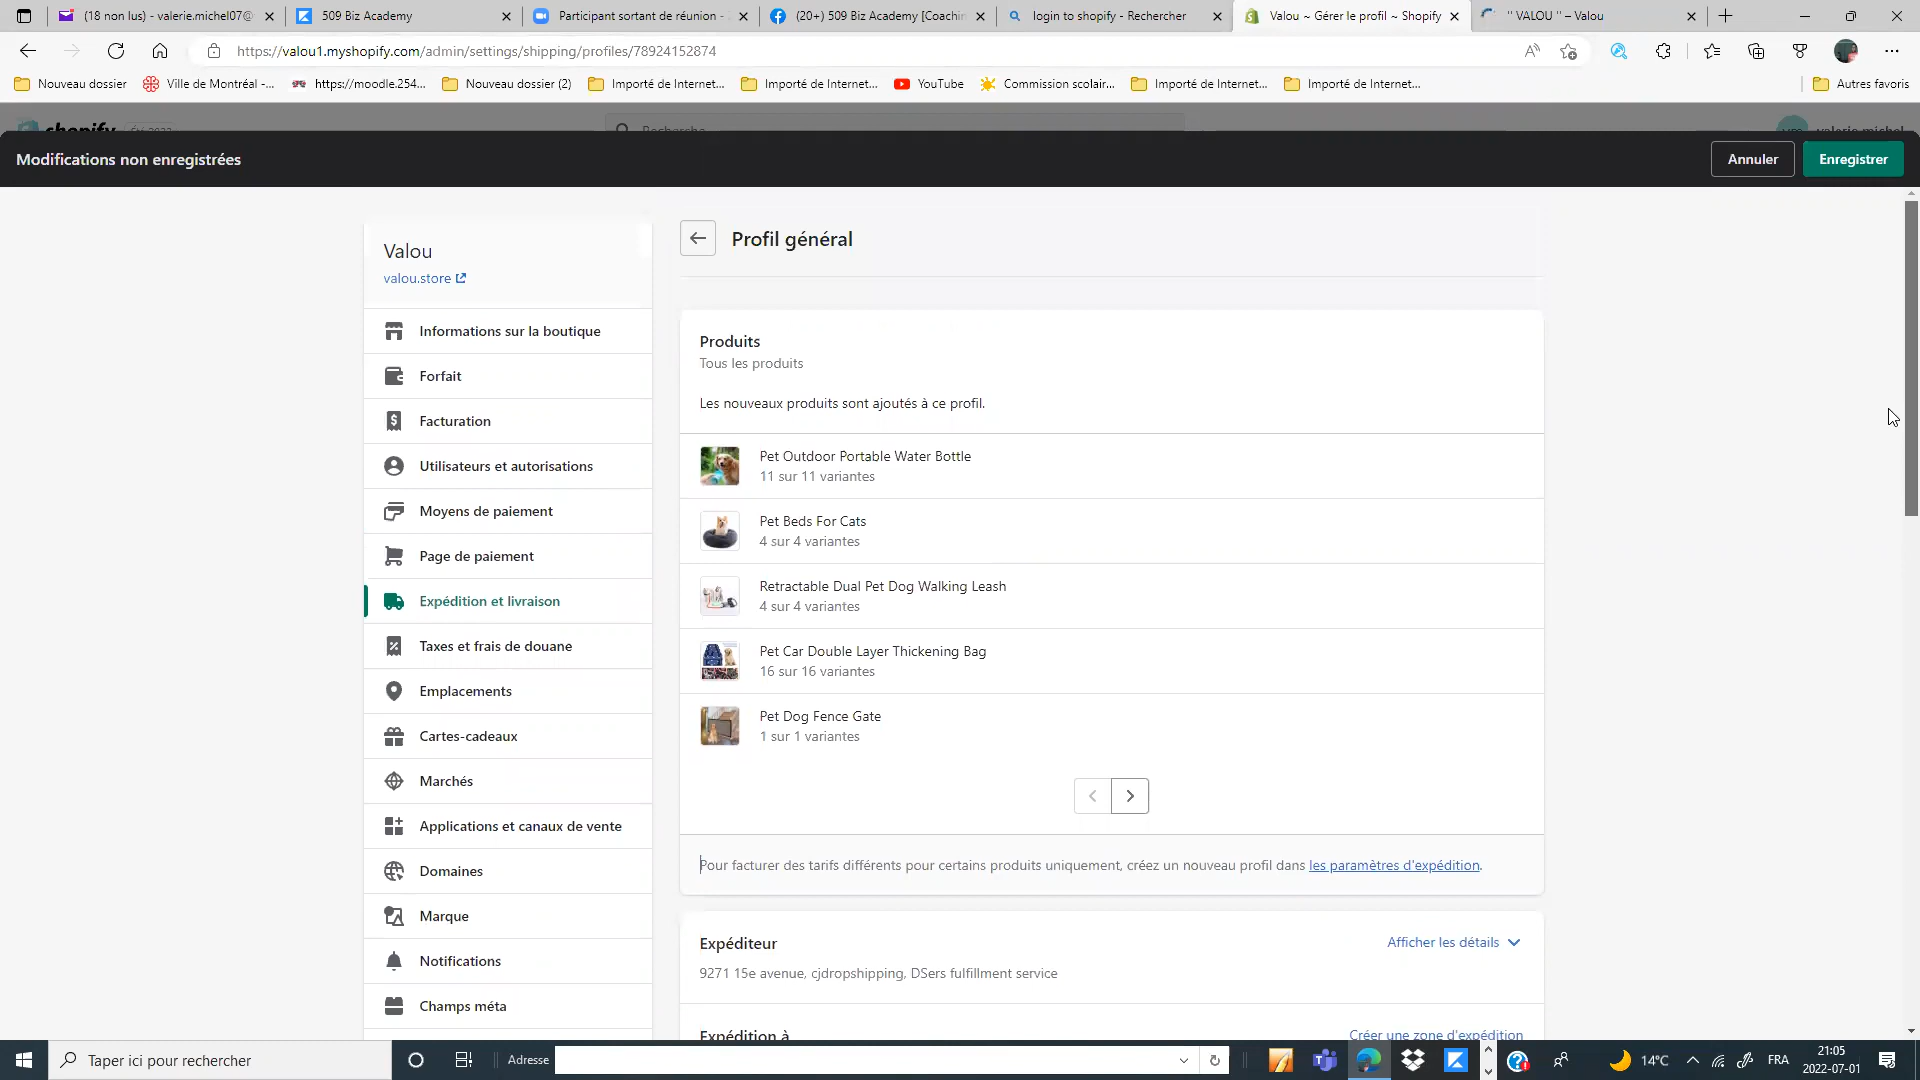 (18 non lus) - valerie.michel07@
509 Biz Academy
Participant sortant de réunion -
(20+) 509 Biz Academy [Coachin
login to shopify - Rechercher
Valou ~ Gérer le profil ~ Shopify
" VALOU " – Valou
https://valou1.myshopify.com/admin/settings/shipping/profiles/78924152874
Nouveau dossier
Ville de Montréal -...
https://moodle.254...
Nouveau dossier (2)
Importé de Internet...
Importé de Internet...
YouTube
Commission scolair...
Importé de Internet...
Importé de Internet...
Autres favoris
shopify
Été 2022
Recherche
valerie michel
Modifications non enregistrées
Annuler
Enregistrer
Valou
valou.store
Informations sur la boutique
Forfait
Facturation
Utilisateurs et autorisations
Moyens de paiement
Page de paiement
Expédition et livraison
Taxes et frais de douane
Emplacements
Cartes-cadeaux
Marchés
Applications et canaux de vente
Domaines
Marque
Notifications
Champs méta
Profil général
Produits
Tous les produits
Les nouveaux produits sont ajoutés à ce profil.
Pet Outdoor Portable Water Bottle
11 sur 11 variantes
Pet Beds For Cats
4 sur 4 variantes
Retractable Dual Pet Dog Walking Leash
4 sur 4 variantes
Pet Car Double Layer Thickening Bag
16 sur 16 variantes
Pet Dog Fence Gate
1 sur 1 variantes
Pour facturer des tarifs différents pour certains produits uniquement, créez un nouveau profil dans les paramètres d'expédition.
Expéditeur
Afficher les détails
9271 15e avenue, cjdropshipping, DSers fulfillment service
Expédition à
Créer une zone d'expédition
Taper ici pour rechercher
Adresse
14°C
FRA
21:05
2022-07-01